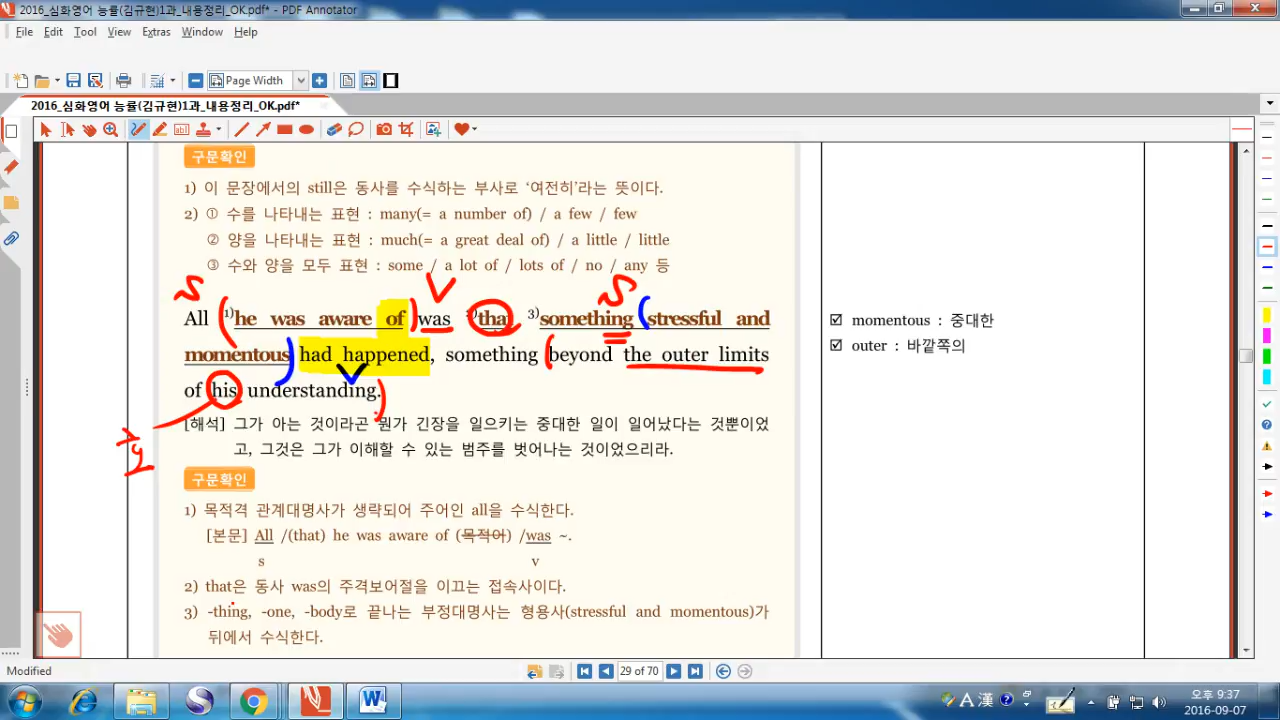 2016_심화영어 능률(김규현)1과_내용정리_OK.pdf* - PDF Annotator
File Edit Tool View Extras Window Help
Page Width
2016_심화영어 능률(김규현)1과_내용정리_OK.pdf*
구문확인
1) 이 문장에서의 still은 동사를 수식하는 부사로 ‘여전히’라는 뜻이다.
2) ① 수를 나타내는 표현 : many(= a number of) / a few / few
② 양을 나타내는 표현 : much(= a great deal of) / a little / little
③ 수와 양을 모두 표현 : some / a lot of / lots of / no / any 등
S V S
All 1)he was aware of was 2)that 3)something stressful and
momentous had happened, something beyond the outer limits
V
of his understanding.
[해석] 그가 아는 것이라곤 뭔가 긴장을 일으키는 중대한 일이 일어났다는 것뿐이었
고, 그것은 그가 이해할 수 있는 범주를 벗어나는 것이었으리라.
구문확인
1) 목적격 관계대명사가 생략되어 주어인 all을 수식한다.
[본문] All /(that) he was aware of (목적어) /was ~.
s v
2) that은 동사 was의 주격보어절을 이끄는 접속사이다.
3) -thing, -one, -body로 끝나는 부정대명사는 형용사(stressful and momentous)가
뒤에서 수식한다.
momentous : 중대한
outer : 바깥쪽의
Modified
29 of 70
A 漢
오후 9:37
2016-09-07